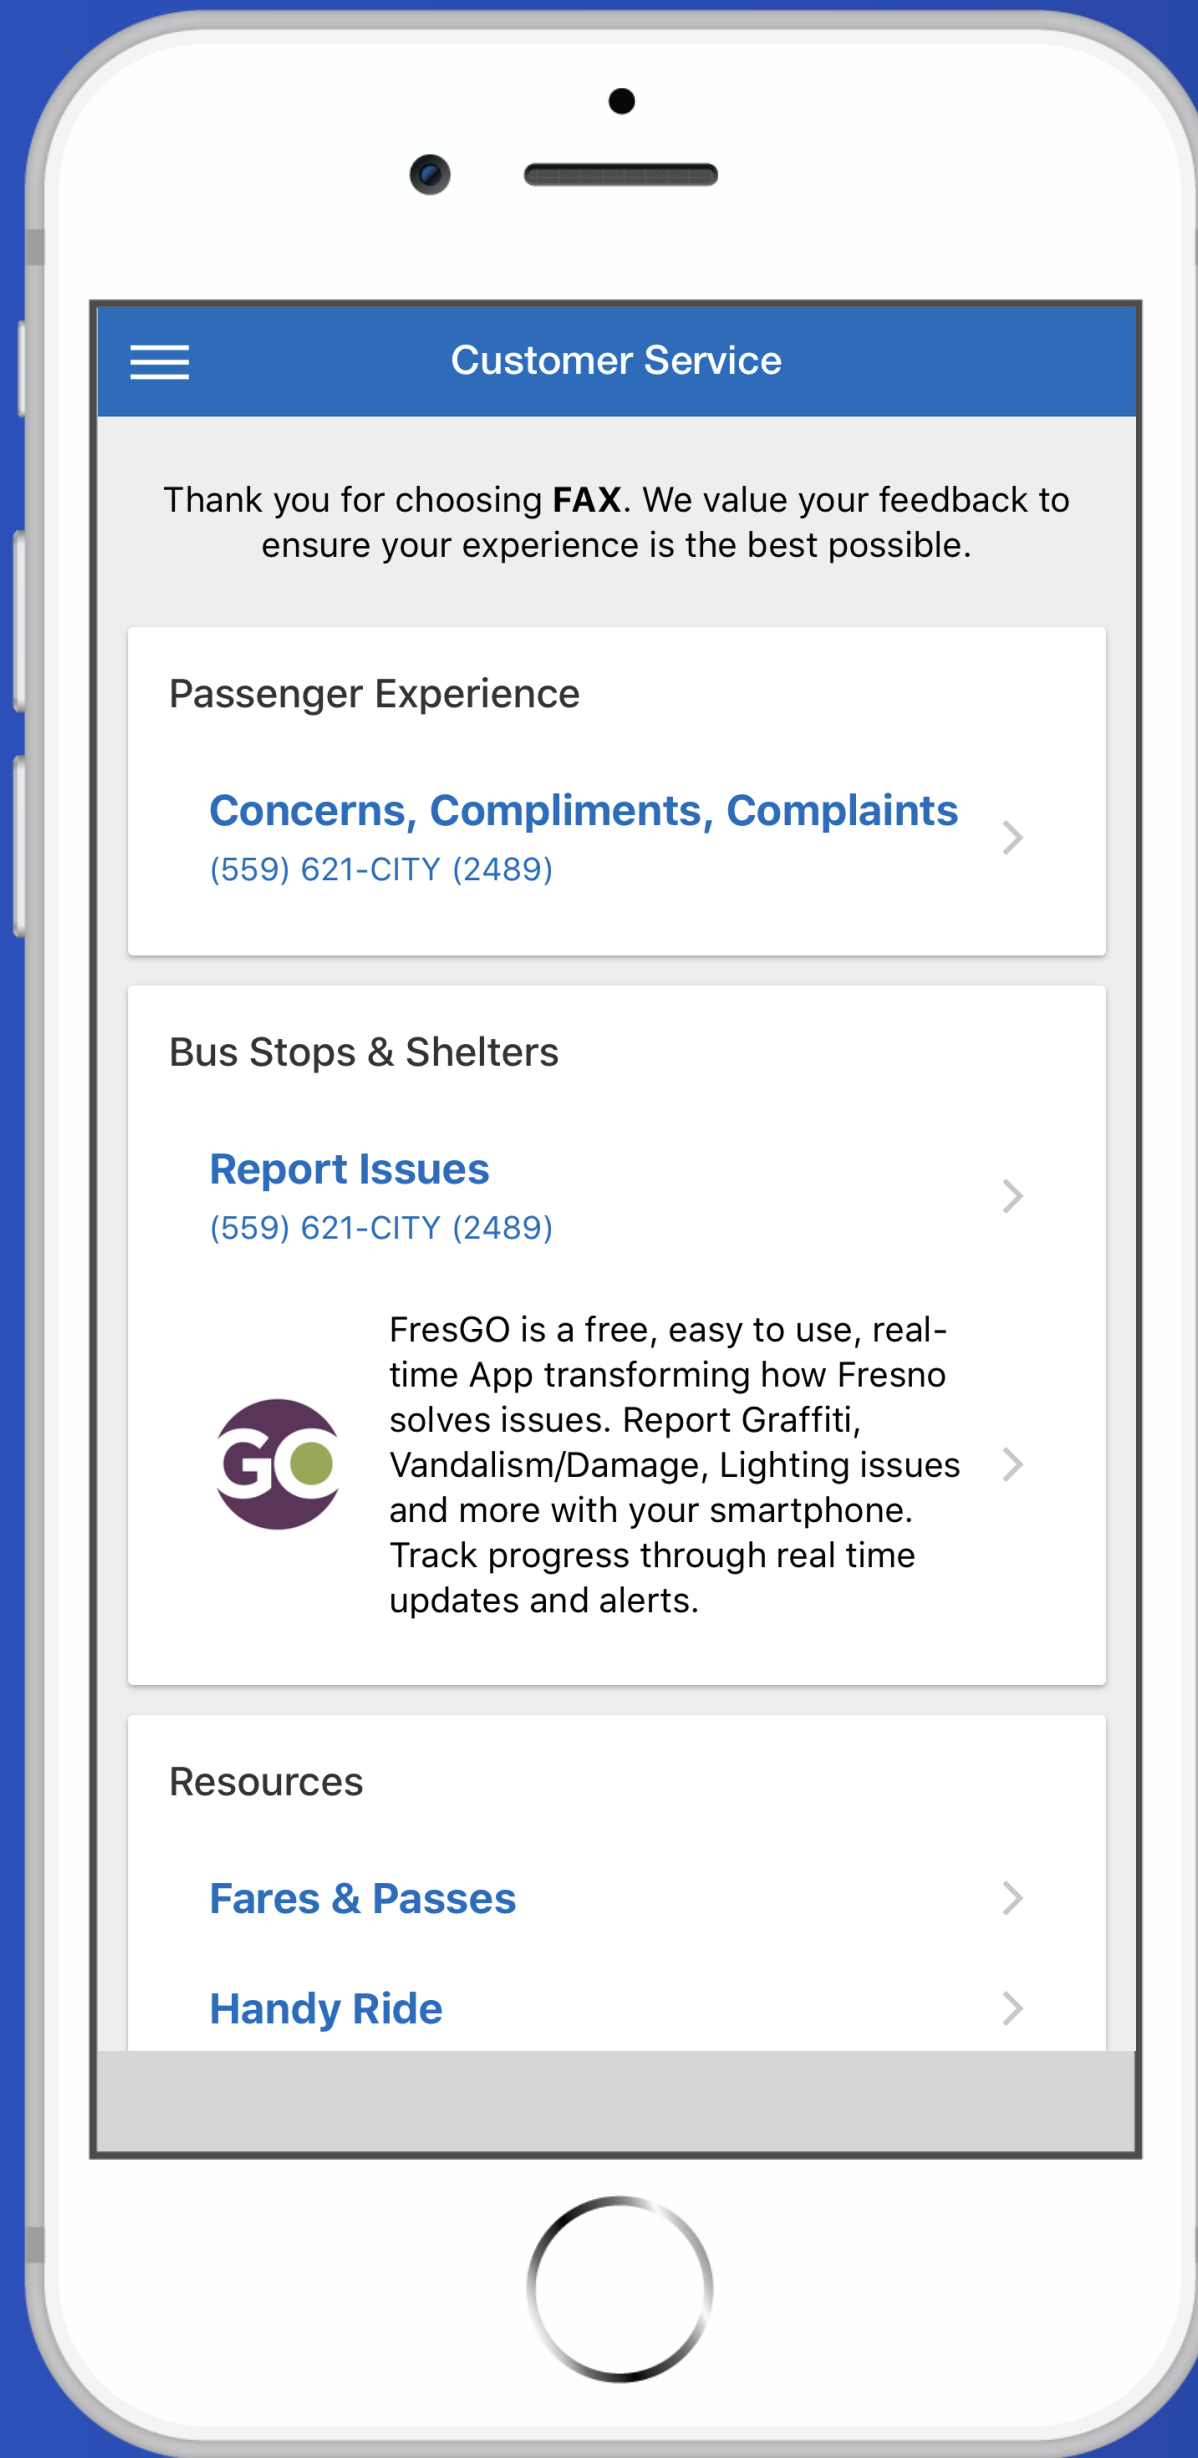 Customer Service
Thank you for choosing FAX. We value your feedback to
ensure your experience is the best possible.
Passenger Experience
Concerns, Compliments, Complaints
(559) 621-CITY (2489)
Bus Stops & Shelters
Report Issues
(559) 621-CITY (2489)
GO
FresGO is a free, easy to use, real-
time App transforming how Fresno
solves issues. Report Graffiti,
Vandalism/Damage, Lighting issues
and more with your smartphone.
Track progress through real time
updates and alerts.
Resources
Fares & Passes
Handy Ride